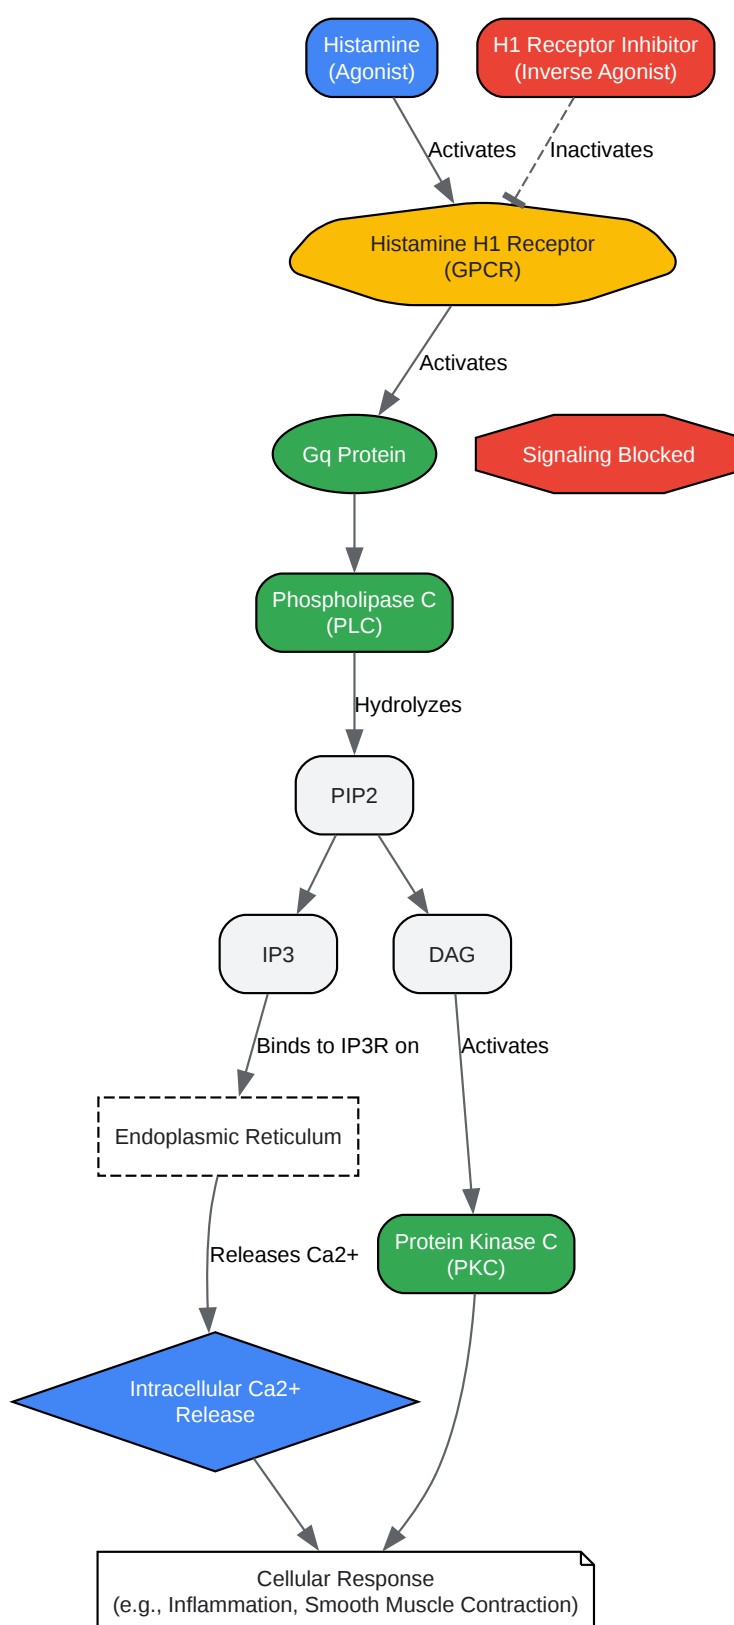 Histamine
(Agonist)
H1 Receptor Inhibitor
(Inverse Agonist)
Activates
Inactivates
Histamine H1 Receptor
(GPCR)
Activates
Gq Protein
Signaling Blocked
Phospholipase C
(PLC)
Hydrolyzes
PIP2
IP3
DAG
Binds to IP3R on
Activates
Endoplasmic Reticulum
Protein Kinase C
(PKC)
Releases Ca2+
Intracellular Ca2+
Release
Cellular Response
(e.g., Inflammation, Smooth Muscle Contraction)